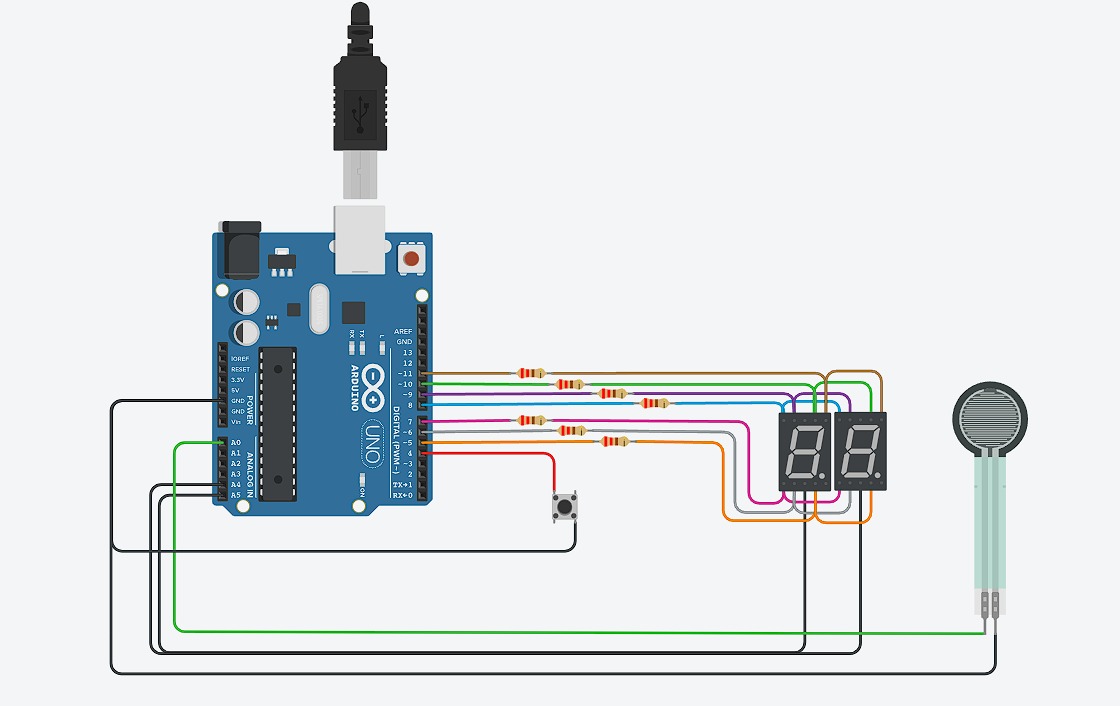 AREF
GND
13
12
~11
~10
~9
8
7
~6
~5
4
~3
2
TX→1
RX←0
DIGITAL (PWM~)
IOREF
RESET
3.3V
5V
GND
GND
Vin
POWER
A0
A1
A2
A3
A4
A5
ANALOG IN
RX
TX
L
ARDUINO
UNO
ON